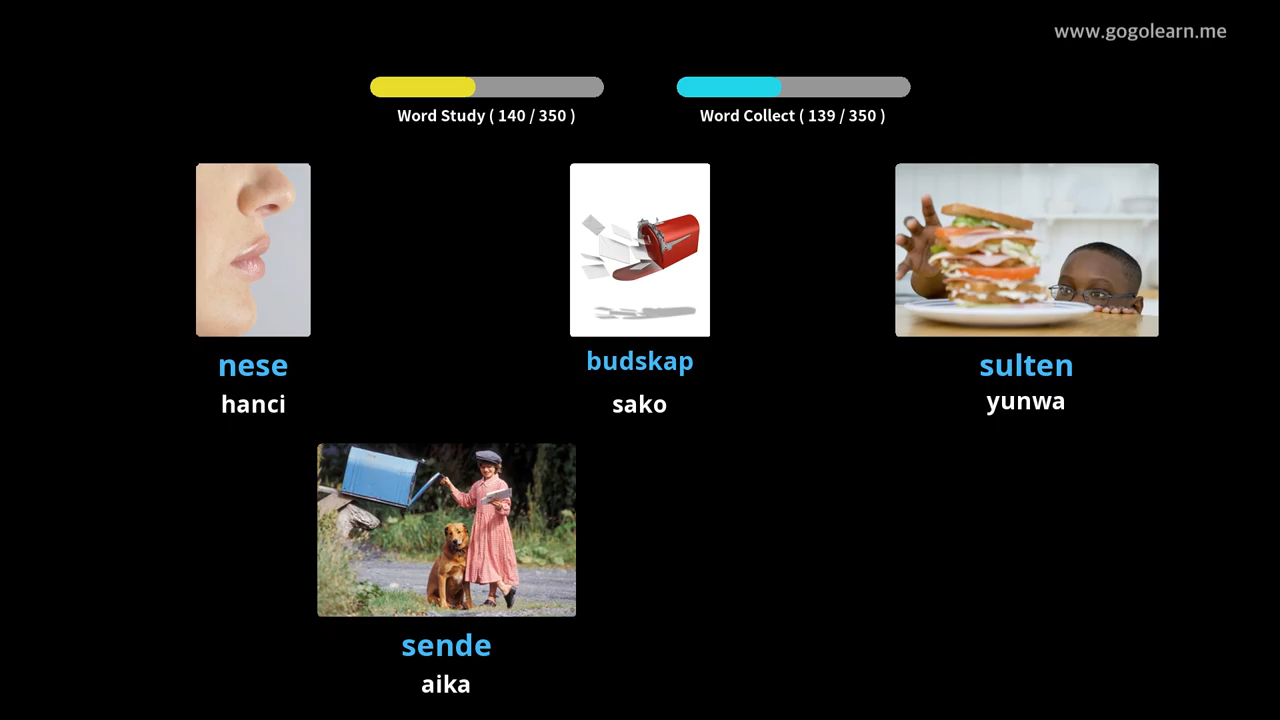 www.gogolearn.me
Word Study ( 140 / 350 )
Word Collect ( 139 / 350 )
nese
hanci
budskap
sako
sulten
yunwa
sende
aika